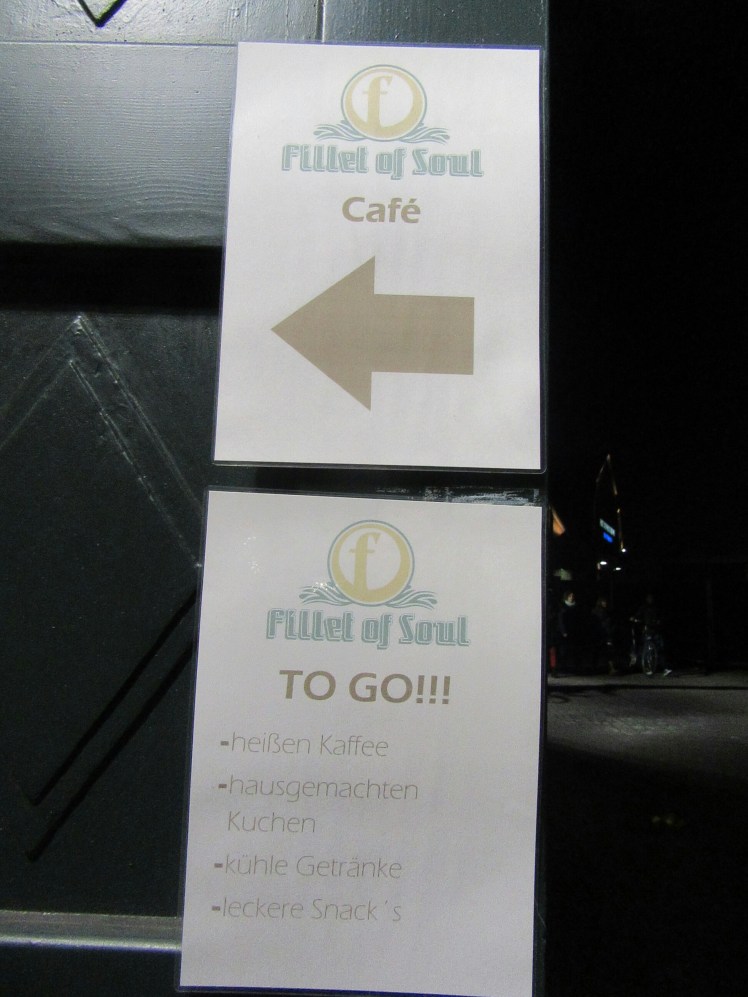 f
Fillet of Soul
Café
f
Fillet of Soul
TO GO!!!
-heißen Kaffee
-hausgemachten
Kuchen
-kühle Getränke
-leckere Snack´s